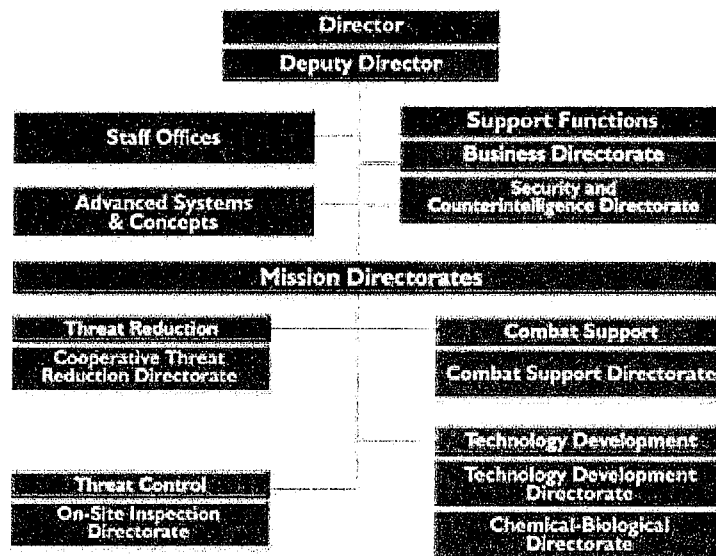 Director
Deputy Director
Staff Offices
Support Functions
Business Directorate
Advanced Systems
& Concepts
Security and
Counterintelligence Directorate
Mission Directorates
Threat Reduction
Cooperative Threat
Reduction Directorate
Combat Support
Combat Support Directorate
Threat Control
On-Site Inspection
Directorate
Technology Development
Technology Development
Directorate
Chemical-Biological
Directorate